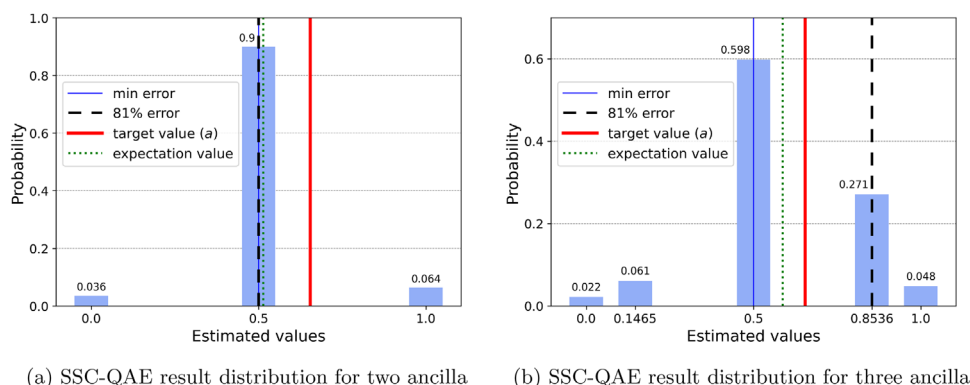 1.0
0.8
0.6
0.4
0.2
0.0
Probability
0.9
min error
81% error
target value (a)
expectation value
0.036
0.064
0.0
0.5
1.0
Estimated values
(a) SSC-QAE result distribution for two ancilla
0.6
0.4
0.2
0.0
Probability
0.598
min error
81% error
target value (a)
expectation value
0.271
0.022
0.061
0.048
0.0
0.1465
0.5
0.8536
1.0
Estimated values
(b) SSC-QAE result distribution for three ancilla